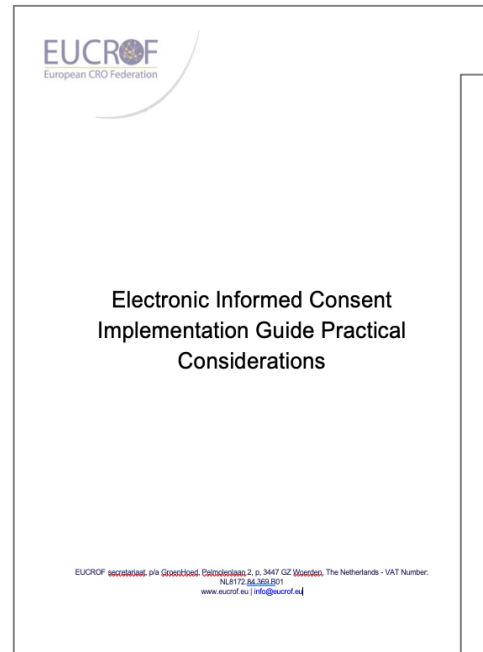 EUCROF
European CRO Federation
Electronic Informed Consent
Implementation Guide Practical
Considerations
EUCROF secretariaat, p/a GroenHoed, Pelmolenlaan 2, p, 3447 GZ Woerden, The Netherlands - VAT Number:
NL8172.84.369.B01
www.eucrof.eu | info@eucrof.eu